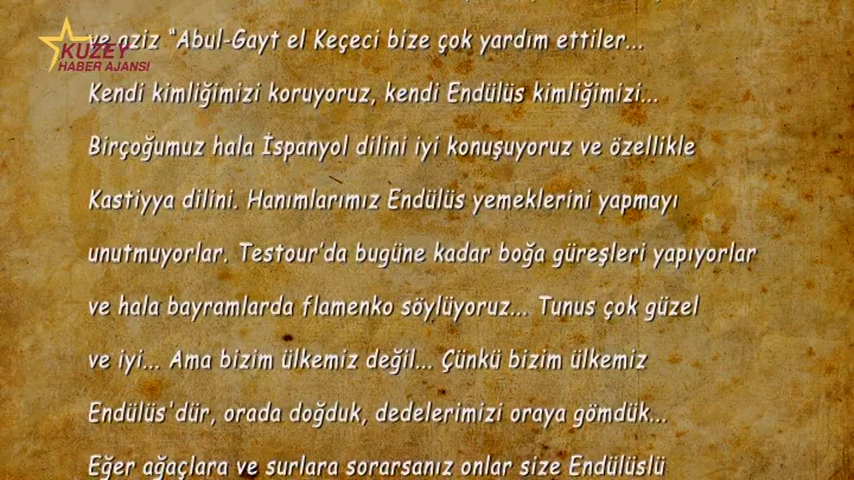 KUZEY
HABER AJANSI
ve aziz “Abul-Gayt el Keçeci bize çok yardım ettiler...
Kendi kimliğimizi koruyoruz, kendi Endülüs kimliğimizi...
Birçoğumuz hala İspanyol dilini iyi konuşuyoruz ve özellikle
Kastiyya dilini. Hanımlarımız Endülüs yemeklerini yapmayı
unutmuyorlar. Testour'da bugüne kadar boğa güreşleri yapıyorlar
ve hala bayramlarda flamenko söylüyoruz... Tunus çok güzel
ve iyi... Ama bizim ülkemiz değil... Çünkü bizim ülkemiz
Endülüs'dür, orada doğduk, dedelerimizi oraya gömdük...
Eğer ağaçlara ve surlara sorarsanız onlar size Endülüslü